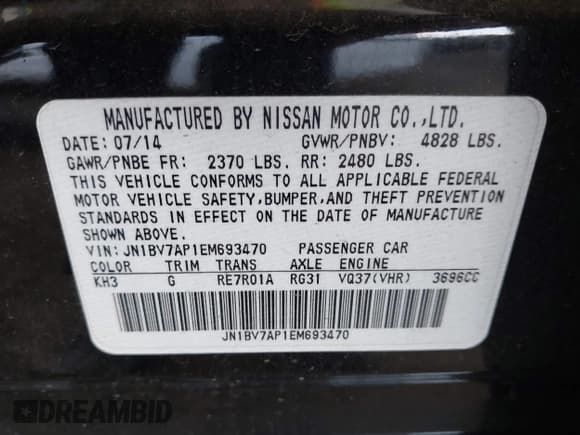 MANUFACTURED BY NISSAN MOTOR CO.,LTD.
DATE: 07/14 GVWR/PNBV: 4828 LBS.
GAWR/PNBE FR: 2370 LBS. RR: 2480 LBS.
THIS VEHICLE CONFORMS TO ALL APPLICABLE FEDERAL
MOTOR VEHICLE SAFETY,BUMPER,AND THEFT PREVENTION
STANDARDS IN EFFECT ON THE DATE OF MANUFACTURE
SHOWN ABOVE.
VIN: JN1BV7AP1EM693470 PASSENGER CAR
COLOR TRIM TRANS AXLE ENGINE
KH3 G RE7R01A RG31 VQ37(VHR) 3696CC
JN1BV7AP1EM693470
DREAMBID